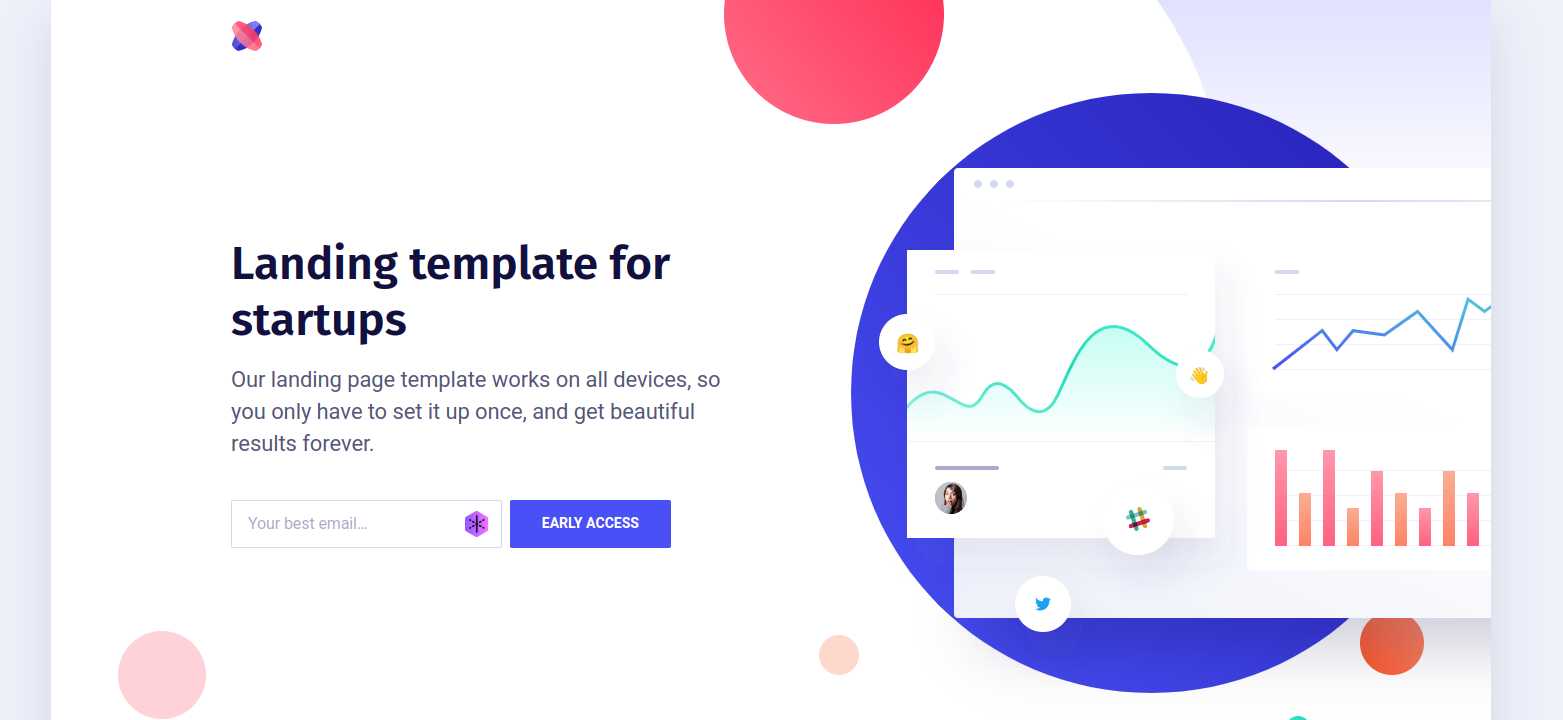 Landing template for
startups
Our landing page template works on all devices, so
you only have to set it up once, and get beautiful
results forever.
Your best email…
EARLY ACCESS